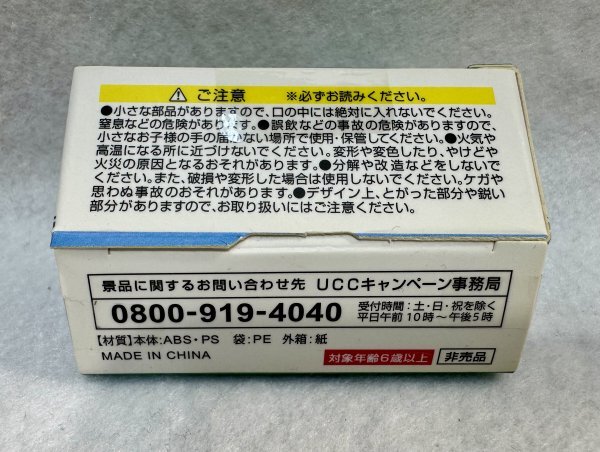 ⚠ ご注意 ※必ずお読みください。
●小さな部品がありますので、口の中には絶対に入れないでください。
窒息などの危険があります。●誤飲などの事故の危険がありますので、
小さなお子様の手の届かない場所で使用・保管してください。●火気や
高温になる所に近づけないでください。変形や変色したり、やけどや
火災の原因となるおそれがあります。●分解や改造などをしないで
ください。また、破損や変形した場合は使用しないでください。ケガや
思わぬ事故のおそれがあります。●デザイン上、とがった部分や鋭い
部分がありますので、お取り扱いにはご注意ください。
景品に関するお問い合わせ先 UCCキャンペーン事務局
0800-919-4040 受付時間:土・日・祝を除く
平日午前10時〜午後5時
【材質】本体:ABS・PS 袋:PE 外箱:紙
MADE IN CHINA 対象年齢6歳以上 非売品